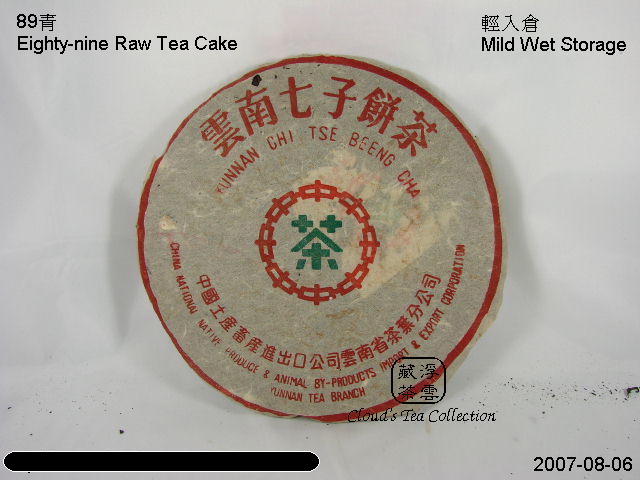 89青
Eighty-nine Raw Tea Cake
輕入倉
Mild Wet Storage
雲南七子餅茶
YUNNAN CHI TSE BEENG CHA
茶
中國土產畜產進出口公司雲南省茶葉分公司
CHINA NATIONAL NATIVE PRODUCE & ANIMAL BY-PRODUCTS IMPORT & EXPORT CORPORATION
YUNNAN TEA BRANCH
浮雲藏茶
Cloud's Tea Collection
2007-08-06